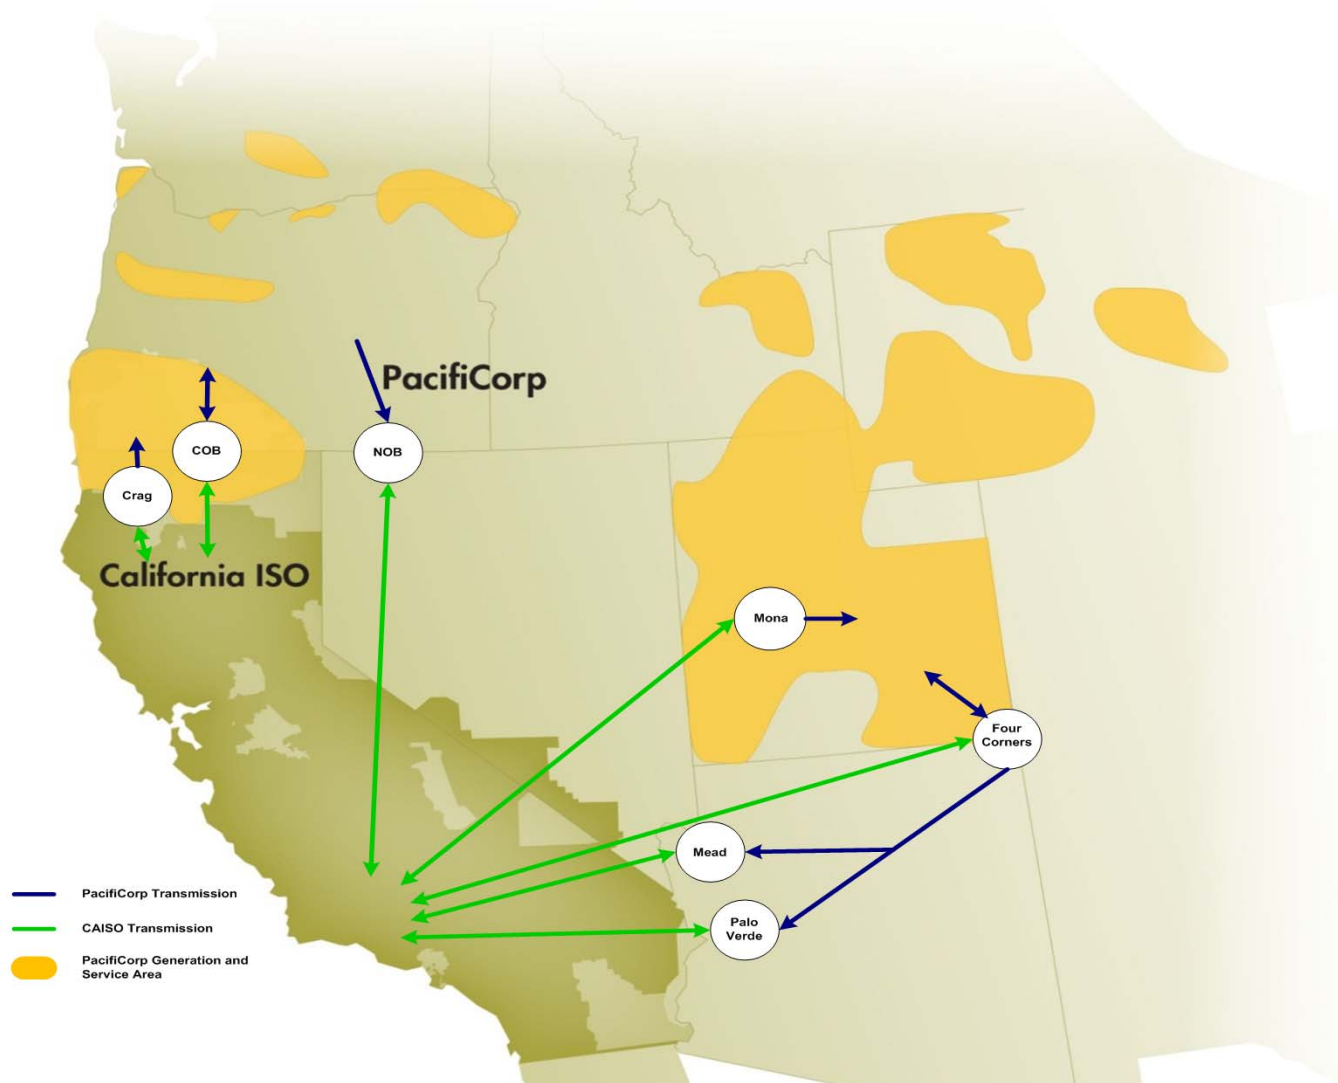 PacifiCorp
COB
NOB
Crag
California ISO
Mona
Four
Corners
Mead
Palo
Verde
PacifiCorp Transmission
CAISO Transmission
PacifiCorp Generation and
Service Area